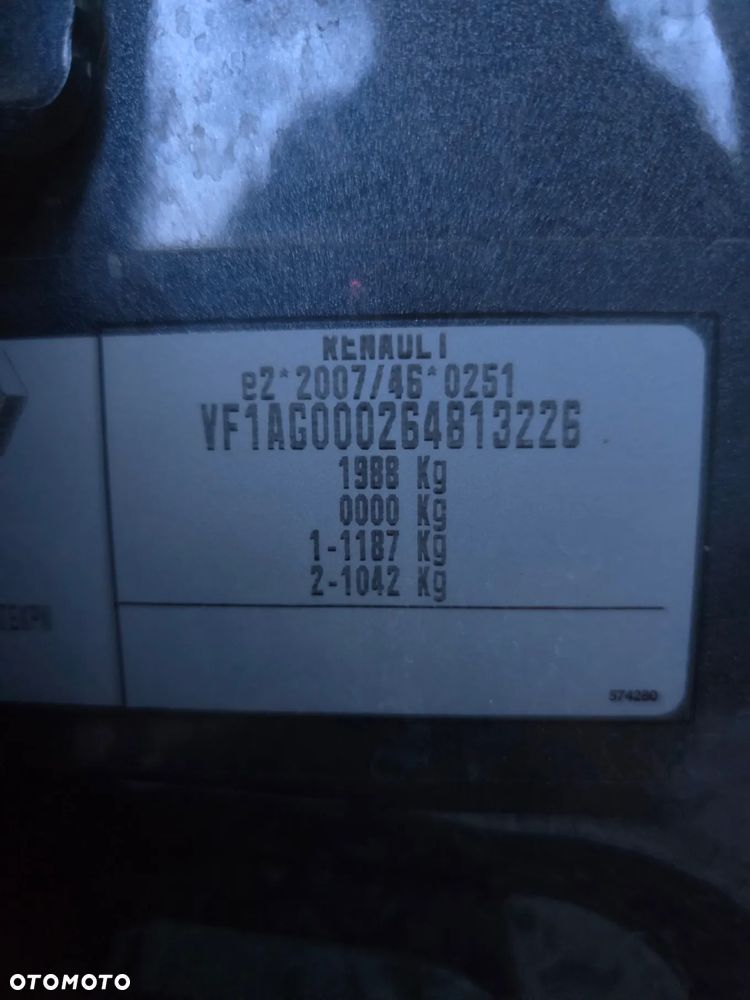 RENAULT
e2*2007/46*0251
VF1AG000264813226
1988 Kg
0000 Kg
1-1187 Kg
2-1042 Kg
574280
OTOMOTO